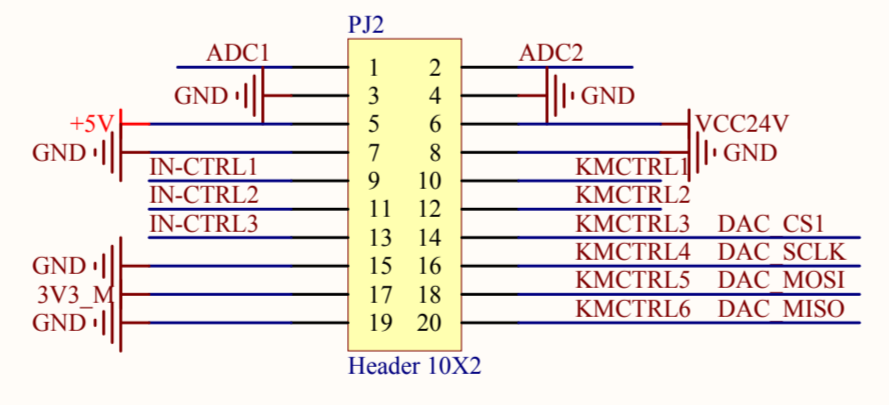 PJ2
ADC1 1 2 ADC2
GND 3 4 GND
+5V 5 6 VCC24V
GND 7 8 GND
IN-CTRL1 9 10 KMCTRL1
IN-CTRL2 11 12 KMCTRL2
IN-CTRL3 13 14 KMCTRL3 DAC_CS1
GND 15 16 KMCTRL4 DAC_SCLK
3V3_M 17 18 KMCTRL5 DAC_MOSI
GND 19 20 KMCTRL6 DAC_MISO
Header 10X2